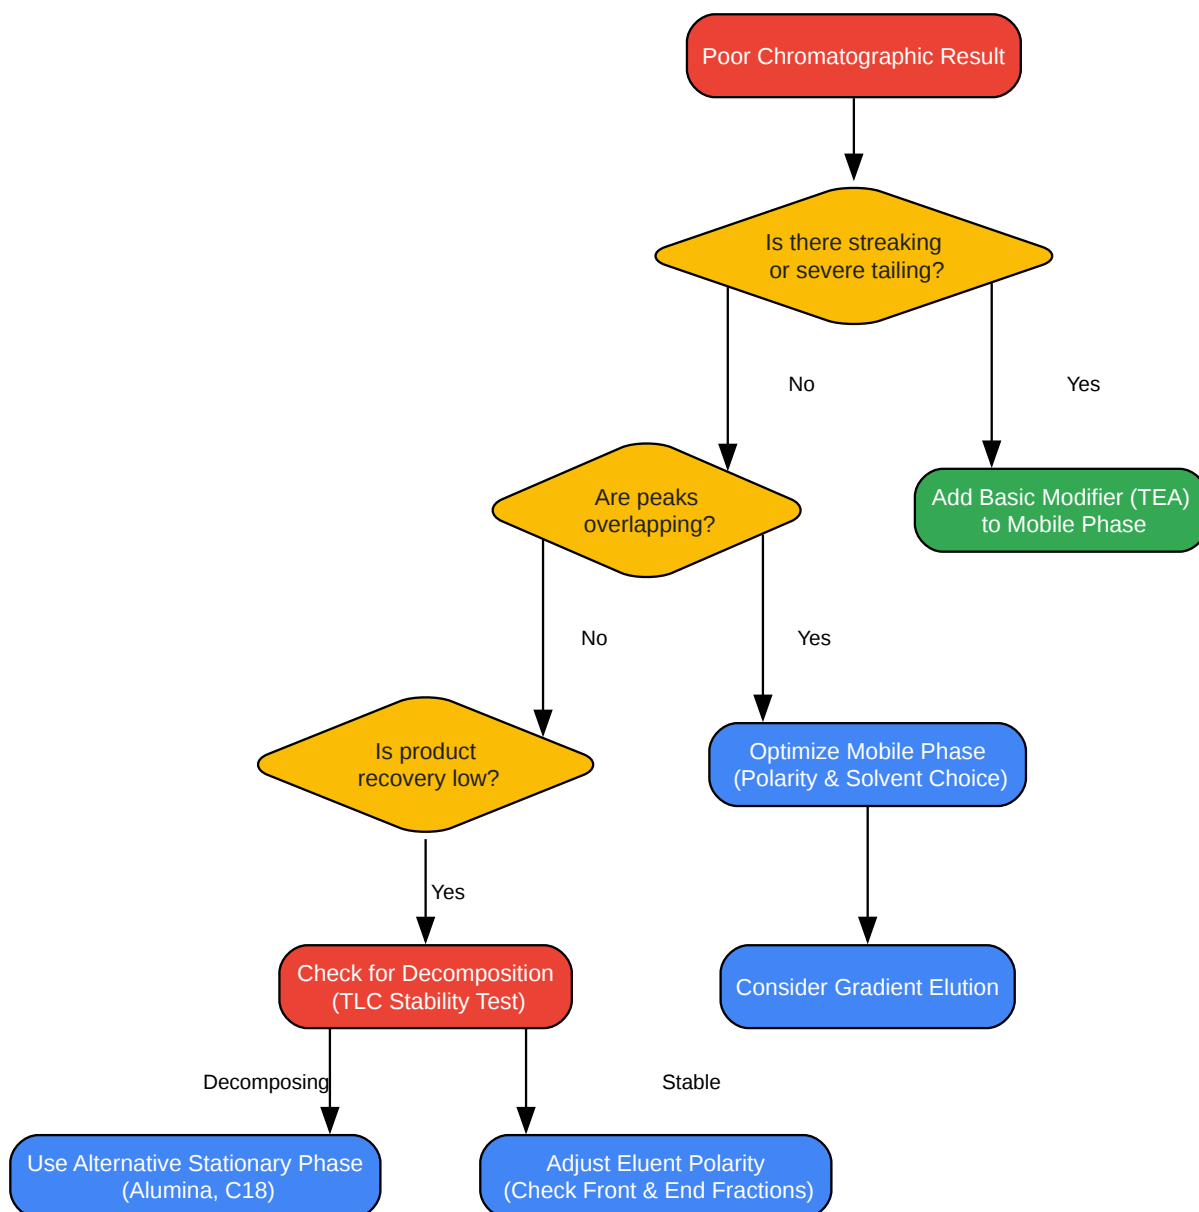 Poor Chromatographic Result
Is there streaking
or severe tailing?
No
Yes
Are peaks
overlapping?
Add Basic Modifier (TEA)
to Mobile Phase
No
Yes
Is product
recovery low?
Optimize Mobile Phase
(Polarity & Solvent Choice)
Yes
Check for Decomposition
(TLC Stability Test)
Consider Gradient Elution
Decomposing
Stable
Use Alternative Stationary Phase
(Alumina, C18)
Adjust Eluent Polarity
(Check Front & End Fractions)